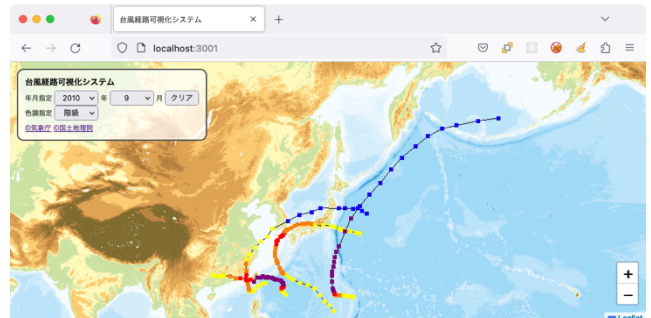 台風経路可視化システム
localhost:3001
台風経路可視化システム
年月指定 2010 年 9 月 クリア
色調指定 階級
©気象庁 ©国土地理院
+
−
Leaflet